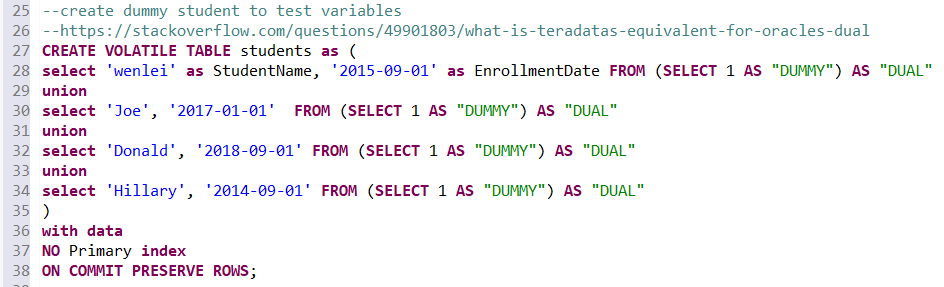 25 --create dummy student to test variables
26 --https://stackoverflow.com/questions/49901803/what-is-teradatas-equivalent-for-oracles-dual
27 CREATE VOLATILE TABLE students as (
28 select 'wenlei' as StudentName, '2015-09-01' as EnrollmentDate FROM (SELECT 1 AS "DUMMY") AS "DUAL"
29 union
30 select 'Joe', '2017-01-01'  FROM (SELECT 1 AS "DUMMY") AS "DUAL"
31 union
32 select 'Donald', '2018-09-01' FROM (SELECT 1 AS "DUMMY") AS "DUAL"
33 union
34 select 'Hillary', '2014-09-01' FROM (SELECT 1 AS "DUMMY") AS "DUAL"
35 )
36 with data
37 NO Primary index
38 ON COMMIT PRESERVE ROWS;